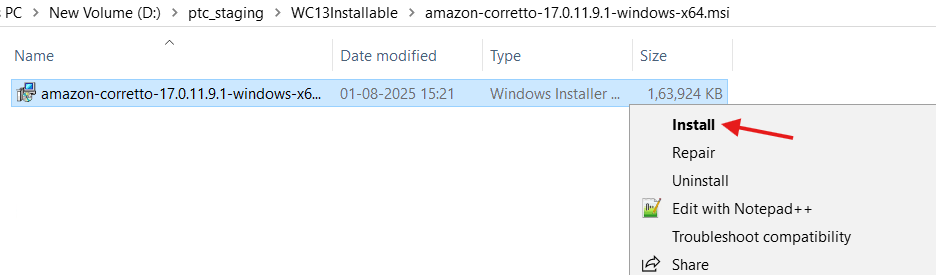 s PC > New Volume (D:) > ptc_staging > WC13Installable > amazon-corretto-17.0.11.9.1-windows-x64.msi
Name Date modified Type Size
amazon-corretto-17.0.11.9.1-windows-x6... 01-08-2025 15:21 Windows Installer ... 1,63,924 KB
Install
Repair
Uninstall
Edit with Notepad++
Troubleshoot compatibility
Share